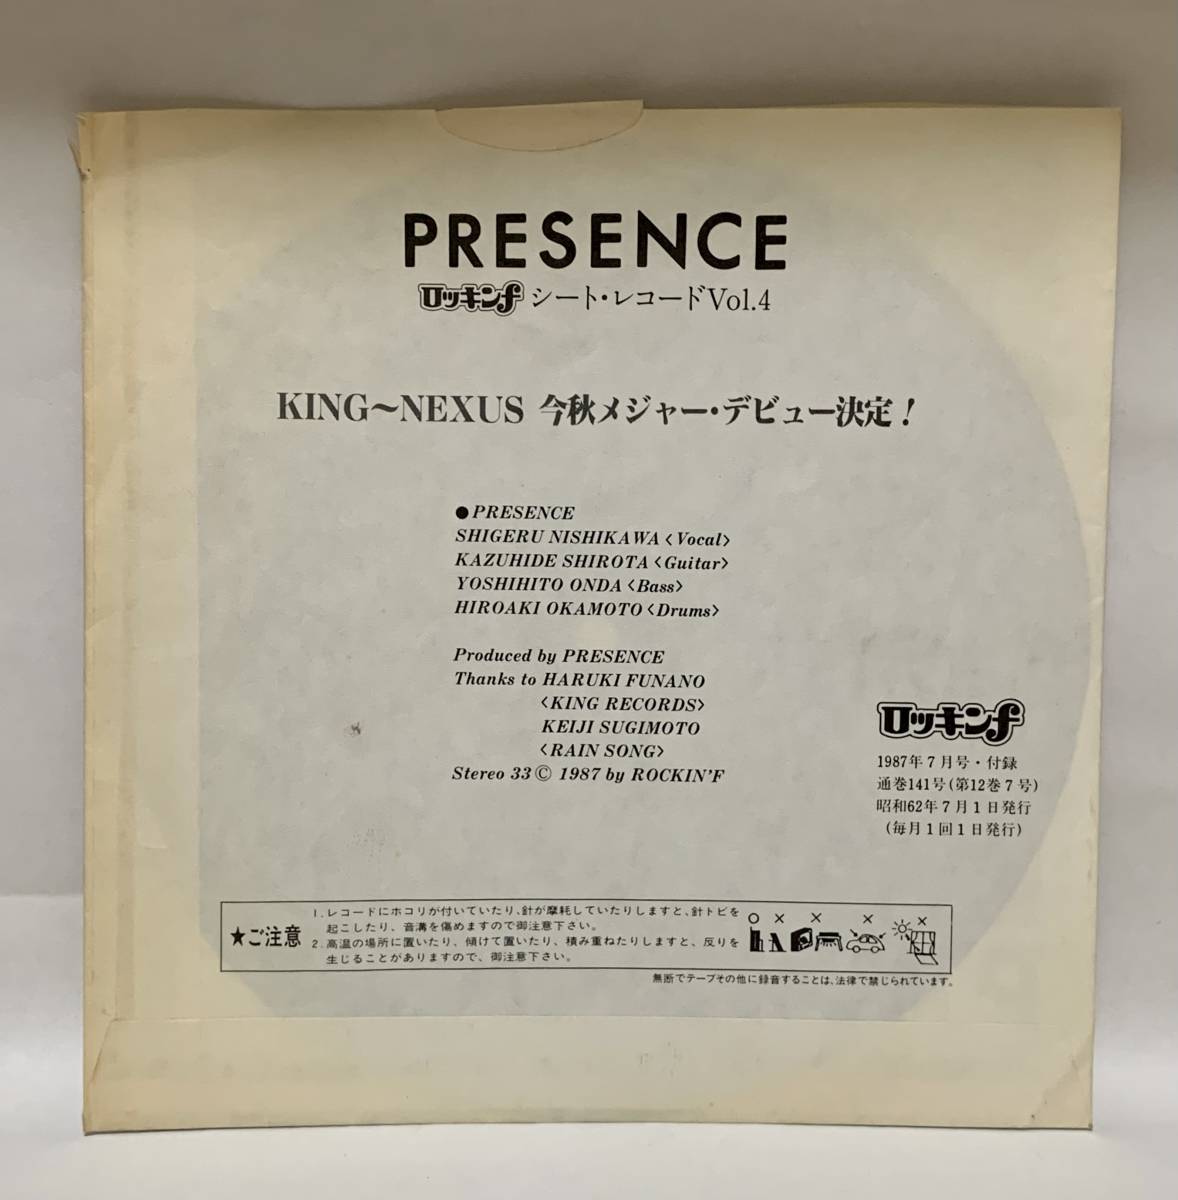 PRESENCE
ロッキンf シート・レコードVol.4
KING〜NEXUS 今秋メジャー・デビュー決定！
●PRESENCE
SHIGERU NISHIKAWA〈Vocal〉
KAZUHIDE SHIROTA〈Guitar〉
YOSHIHITO ONDA〈Bass〉
HIROAKI OKAMOTO〈Drums〉
Produced by PRESENCE
Thanks to HARUKI FUNANO
〈KING RECORDS〉
KEIJI SUGIMOTO
〈RAIN SONG〉
Stereo 33 © 1987 by ROCKIN'F
ロッキンf
1987年7月号・付録
通巻141号(第12巻7号)
昭和62年7月1日発行
(毎月1回1日発行)
★ご注意
1. レコードにホコリが付いていたり、針が摩耗していたりしますと、針トビを
起こしたり、音溝を傷めますので御注意下さい。
2. 高温の場所に置いたり、傾けて置いたり、積み重ねたりしますと、反りを
生じることがありますので、御注意下さい。
○ × × × ×
無断でテープその他に録音することは、法律で禁じられています。